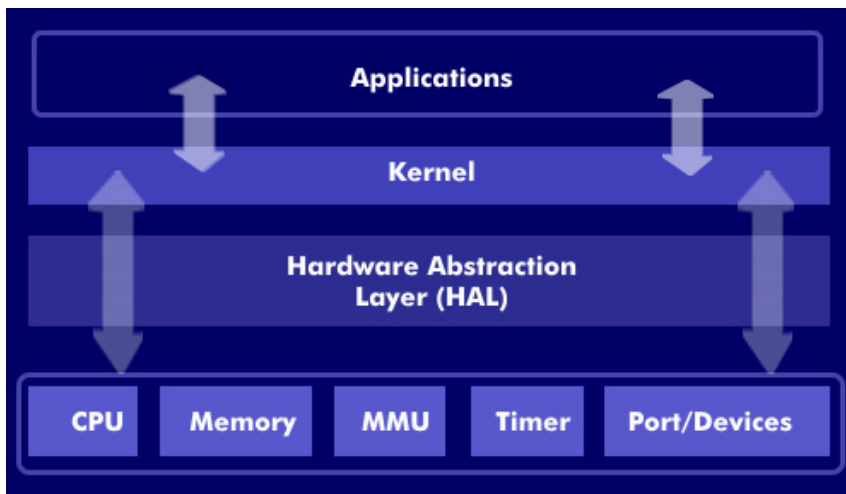 Applications
Kernel
Hardware Abstraction
Layer (HAL)
CPU
Memory
MMU
Timer
Port/Devices